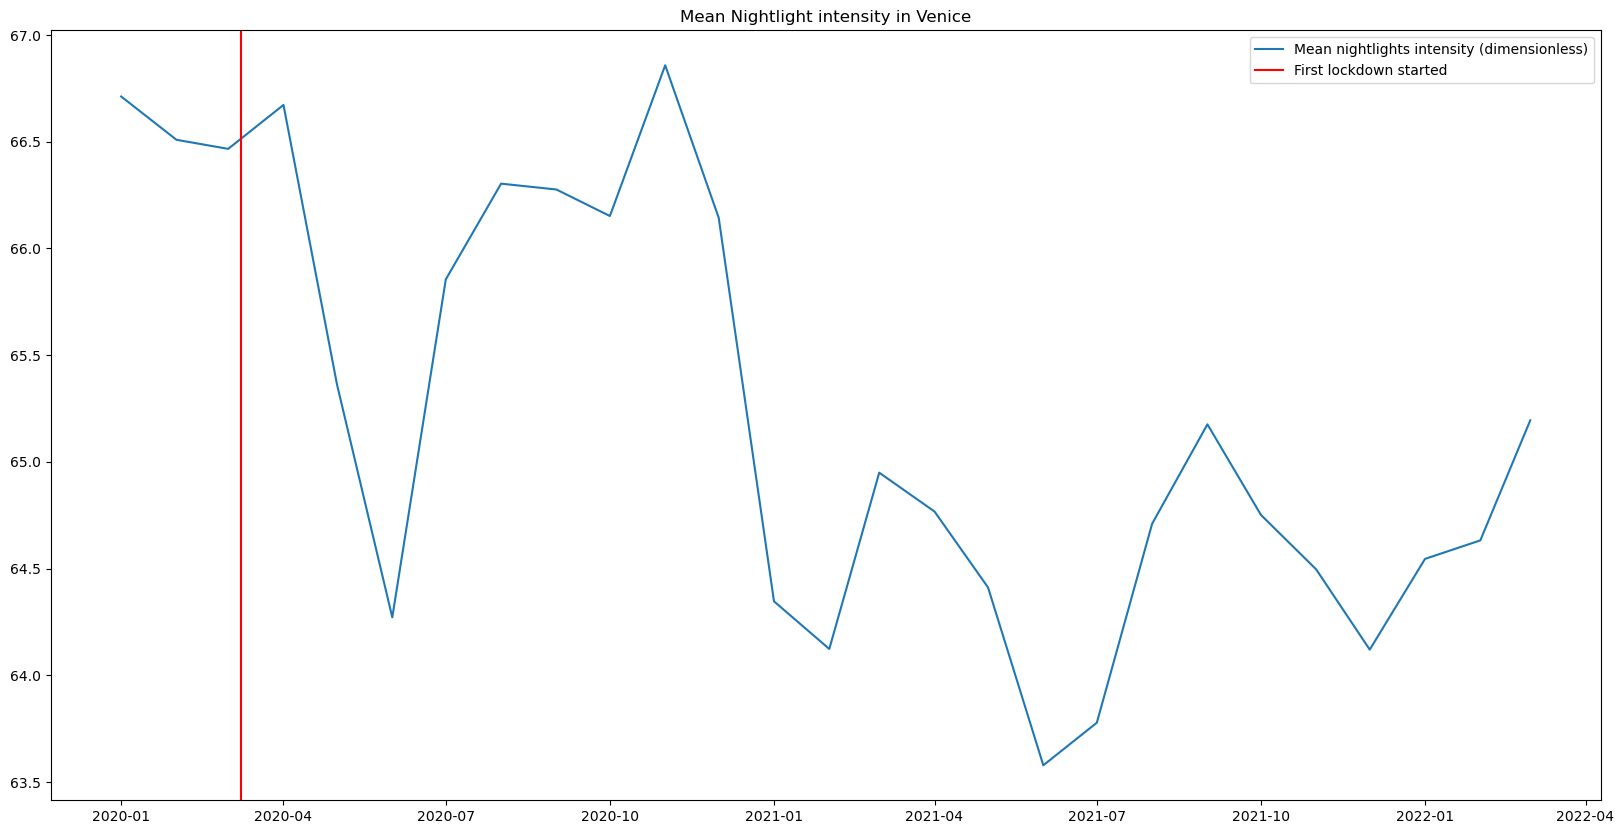 Mean Nightlight intensity in Venice
Mean nightlights intensity (dimensionless)
First lockdown started
67.0
66.5
66.0
65.5
65.0
64.5
64.0
63.5
2020-01 2020-04 2020-07 2020-10 2021-01 2021-04 2021-07 2021-10 2022-01 2022-04